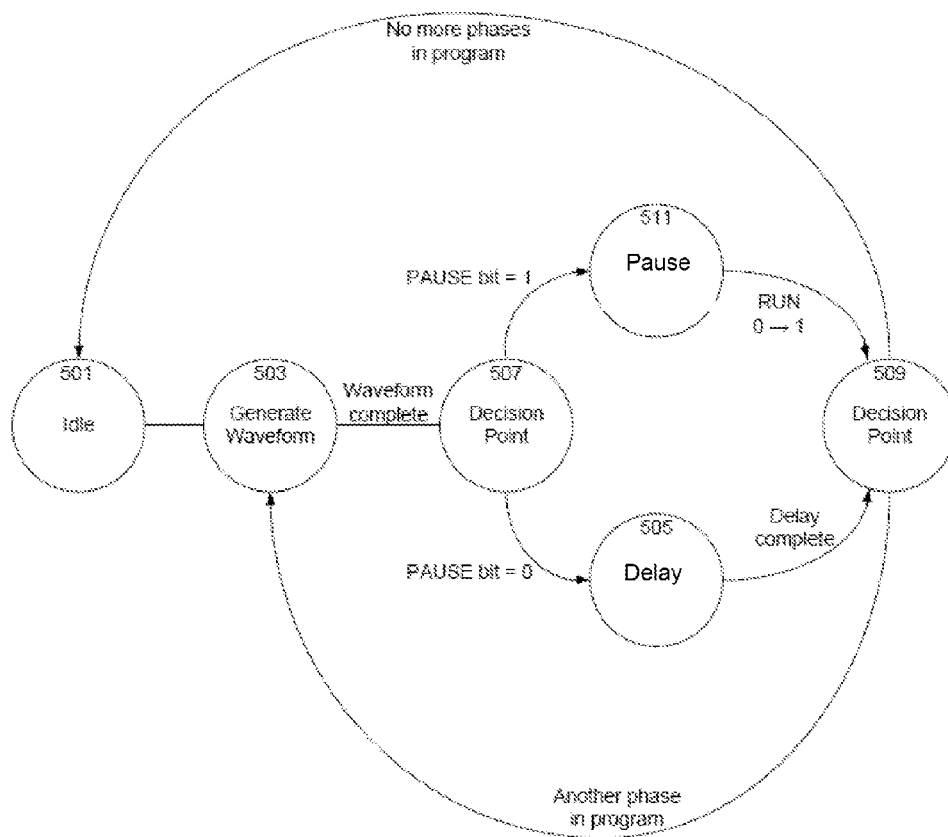 No more phases
in program
511
Pause
PAUSE bit = 1
RUN
0 → 1
501
Idle
503
Generate
Waveform
Waveform
complete
507
Decision
Point
509
Decision
Point
505
Delay
PAUSE bit = 0
Delay
complete
Another phase
in program